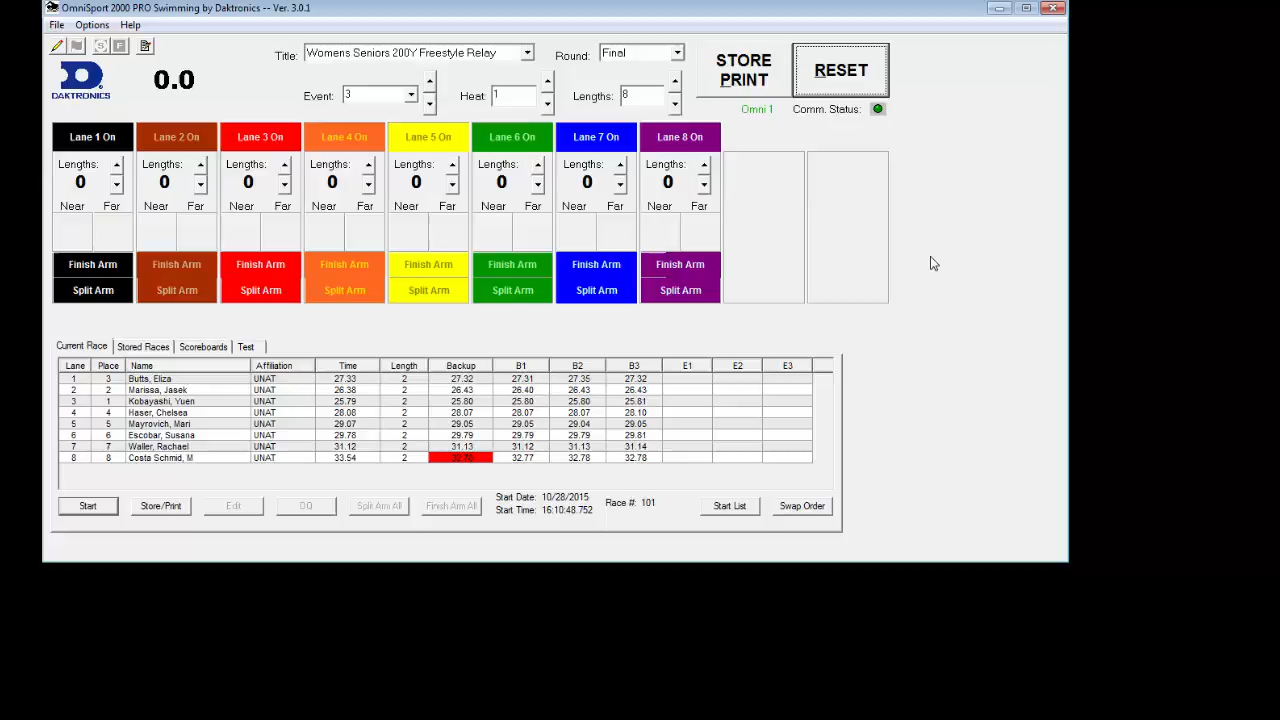 OmniSport 2000 PRO Swimming by Daktronics -- Ver. 3.0.1
File Options Help
S F
DAKTRONICS
0.0
Title: Womens Seniors 200Y Freestyle Relay Round: Final
Event: 3 Heat: 1 Lengths: 8
STORE PRINT RESET
Omni 1 Comm. Status:
Lane 1 On Lane 2 On Lane 3 On Lane 4 On Lane 5 On Lane 6 On Lane 7 On Lane 8 On
Lengths: Lengths: Lengths: Lengths: Lengths: Lengths: Lengths: Lengths:
0 0 0 0 0 0 0 0
Near Far Near Far Near Far Near Far Near Far Near Far Near Far Near Far
Finish Arm Finish Arm Finish Arm Finish Arm Finish Arm Finish Arm Finish Arm Finish Arm
Split Arm Split Arm Split Arm Split Arm Split Arm Split Arm Split Arm Split Arm
Current Race Stored Races Scoreboards Test
Lane Place Name Affiliation Time Length Backup B1 B2 B3 E1 E2 E3
1 3 Butts, Eliza UNAT 27.33 2 27.32 27.31 27.35 27.32
2 2 Marissa, Jasek UNAT 26.38 2 26.43 26.40 26.43 26.43
3 1 Kobayashi, Yuen UNAT 25.79 2 25.80 25.80 25.80 25.81
4 4 Haser, Chelsea UNAT 28.08 2 28.07 28.07 28.07 28.10
5 5 Mayrovich, Mari UNAT 29.07 2 29.05 29.05 29.04 29.05
6 6 Escobar, Susana UNAT 29.78 2 29.79 29.79 29.79 29.81
7 7 Waller, Rachael UNAT 31.12 2 31.13 31.12 31.13 31.14
8 8 Costa Schmid, M UNAT 33.54 2 32.78 32.77 32.78 32.78
Start Store/Print Edit DQ Split Arm All Finish Arm All
Start Date: 10/28/2015
Start Time: 16:10:48.752
Race #: 101
Start List Swap Order